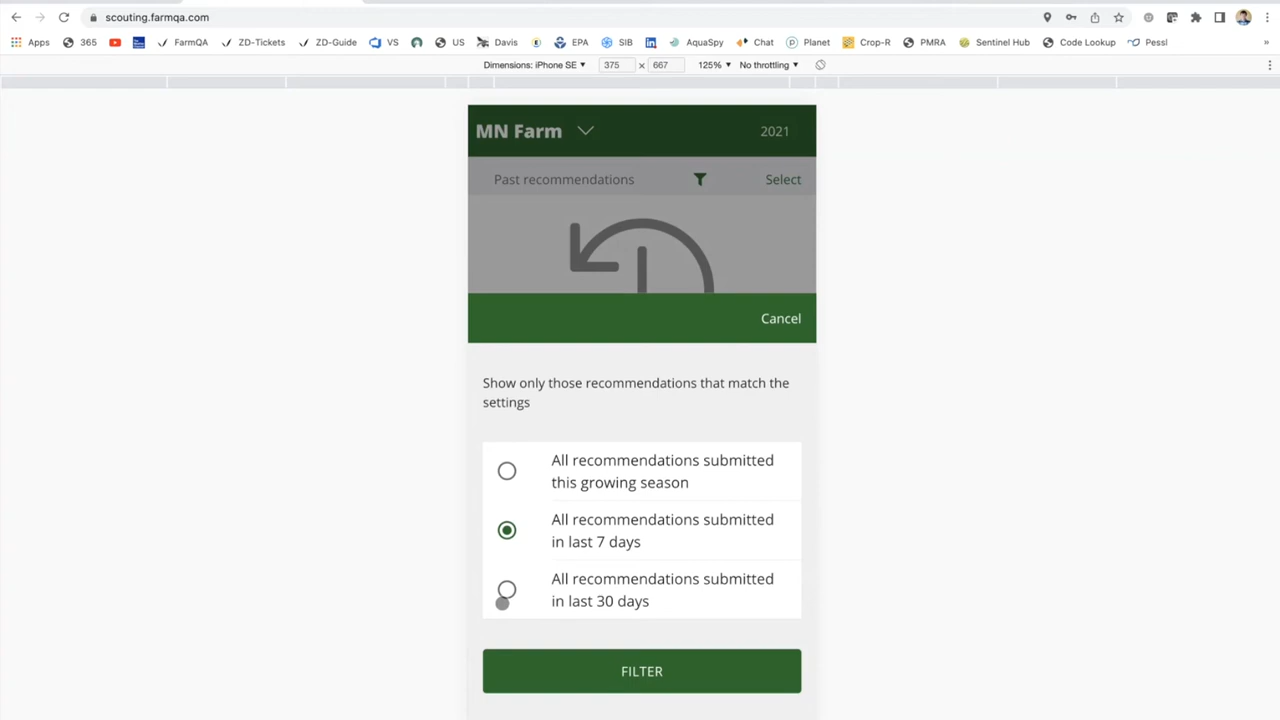 scouting.farmqa.com
Apps 365 FarmQA ZD-Tickets ZD-Guide VS US Davis EPA SIB AquaSpy Chat Planet Crop-R PMRA Sentinel Hub Code Lookup Pessl »
Dimensions: iPhone SE ▼ 375 x 667 125% ▼ No throttling ▼
MN Farm 2021
Past recommendations Select
Cancel
Show only those recommendations that match the
settings
All recommendations submitted
this growing season
All recommendations submitted
in last 7 days
All recommendations submitted
in last 30 days
FILTER